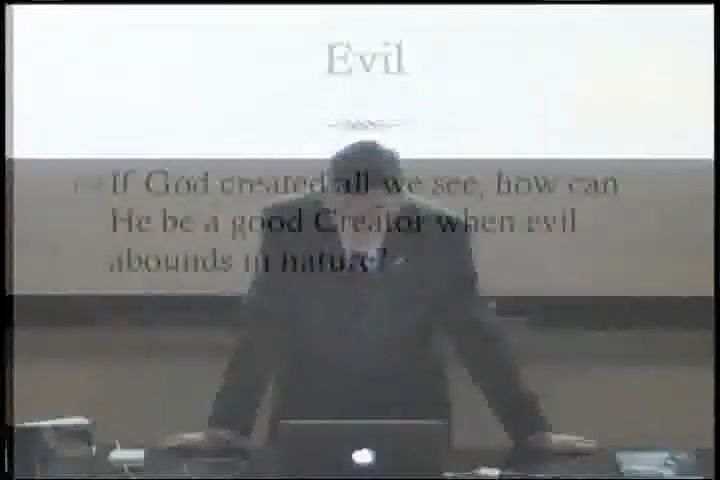 Evil
If God created all we see, how can
He be a good Creator when evil
abounds in nature?